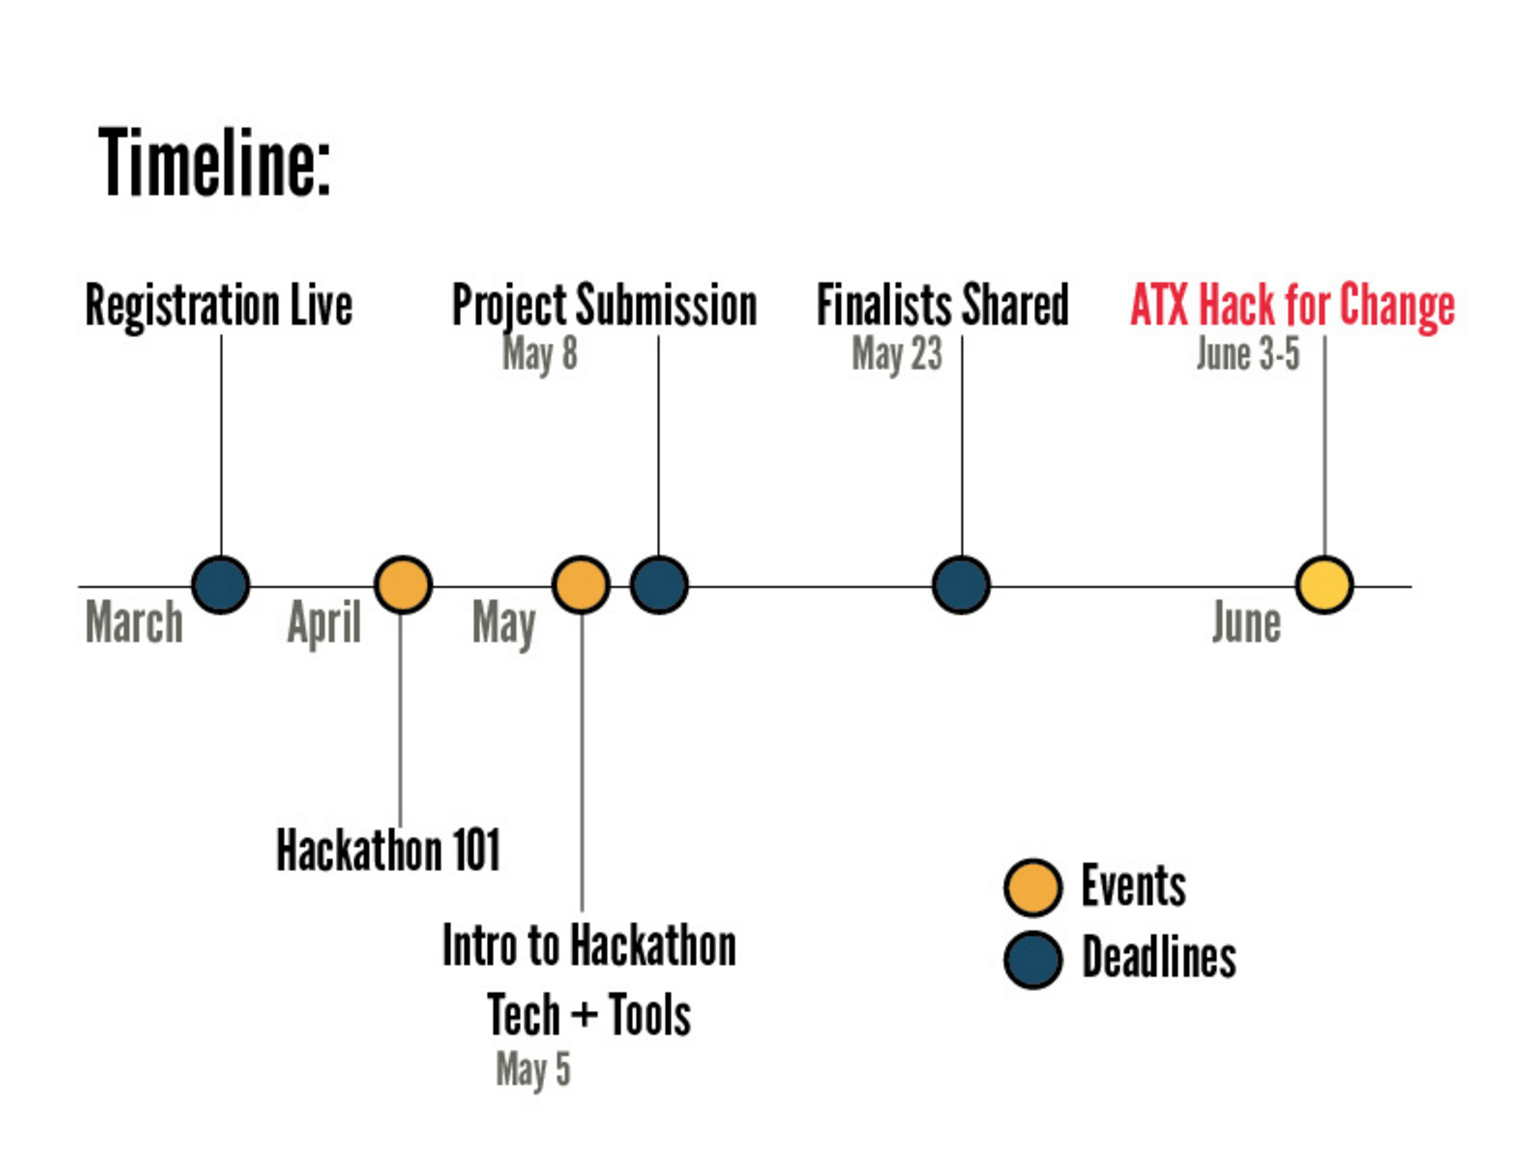 Timeline:
Registration Live
Project Submission
May 8
Finalists Shared
May 23
ATX Hack for Change
June 3-5
March
April
May
June
Hackathon 101
Intro to Hackathon
Tech + Tools
May 5
Events
Deadlines